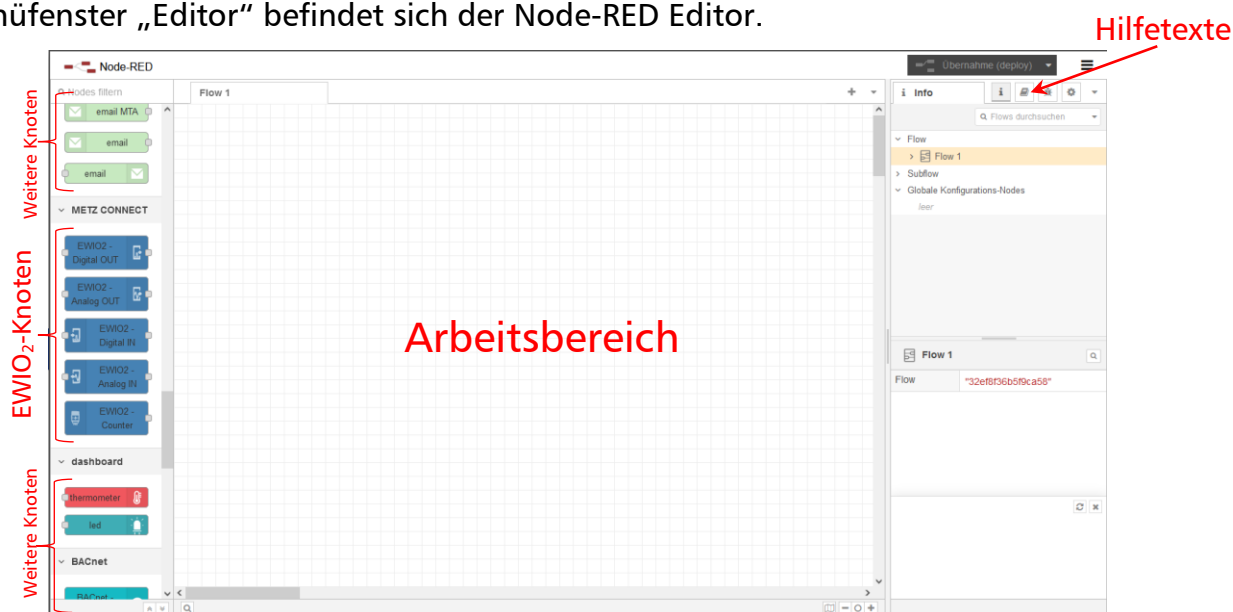 nüfenster „Editor“ befindet sich der Node-RED Editor.
Hilfetexte
Node-RED
Übernahme (deploy)
Nodes filtern
Flow 1
i Info
i
Flows durchsuchen
Weitere Knoten
email MTA
email
email
Flow
Flow 1
Subflow
Globale Konfigurations-Nodes
leer
METZ CONNECT
EWIO₂-Knoten
EWIO2 -
Digital OUT
EWIO2 -
Analog OUT
EWIO2 -
Digital IN
EWIO2 -
Analog IN
EWIO2 -
Counter
Arbeitsbereich
Flow 1
Flow "32ef8f36b5f9ca58"
dashboard
Weitere Knoten
thermometer
led
BACnet
BACnet -